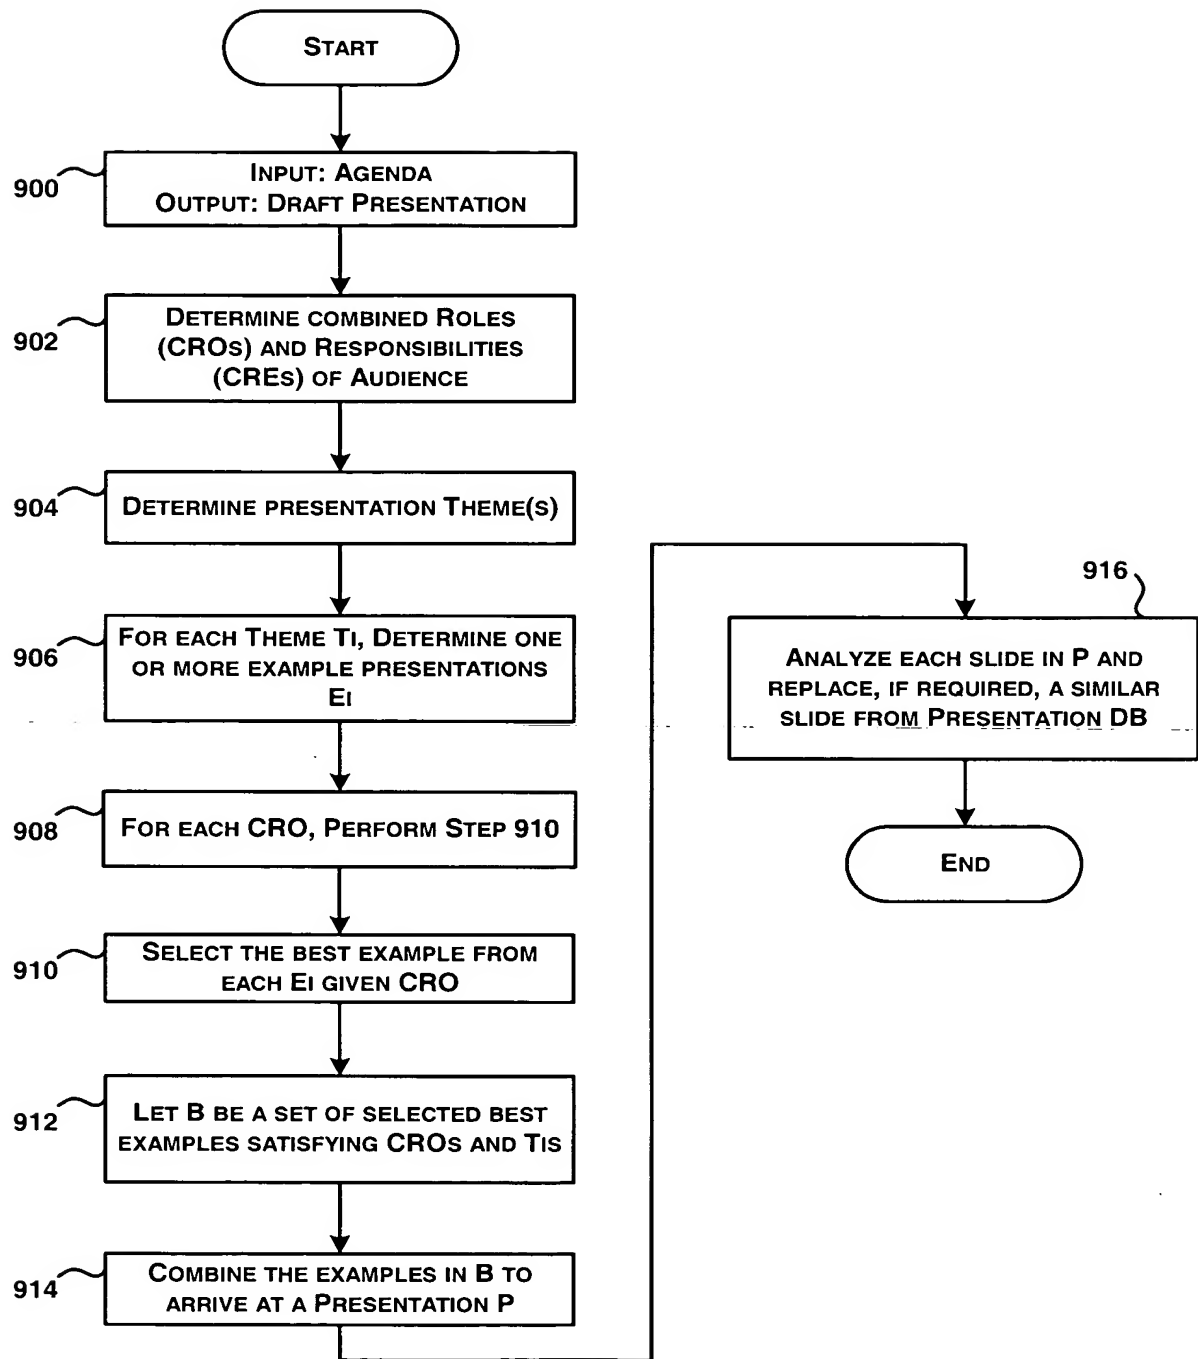 START
900
INPUT: AGENDA
OUTPUT: DRAFT PRESENTATION
902
DETERMINE COMBINED ROLES
(CROS) AND RESPONSIBILITIES
(CRES) OF AUDIENCE
904
DETERMINE PRESENTATION THEME(S)
906
FOR EACH THEME TI, DETERMINE ONE
OR MORE EXAMPLE PRESENTATIONS
EI
908
FOR EACH CRO, PERFORM STEP 910
910
SELECT THE BEST EXAMPLE FROM
EACH EI GIVEN CRO
912
LET B BE A SET OF SELECTED BEST
EXAMPLES SATISFYING CROS AND TIS
914
COMBINE THE EXAMPLES IN B TO
ARRIVE AT A PRESENTATION P
916
ANALYZE EACH SLIDE IN P AND
REPLACE, IF REQUIRED, A SIMILAR
SLIDE FROM PRESENTATION DB
END